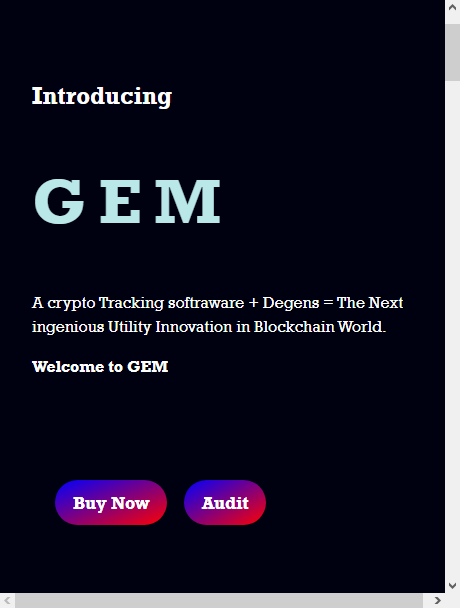 Introducing
GEM
A crypto Tracking softraware + Degens = The Next
ingenious Utility Innovation in Blockchain World.
Welcome to GEM
Buy Now Audit